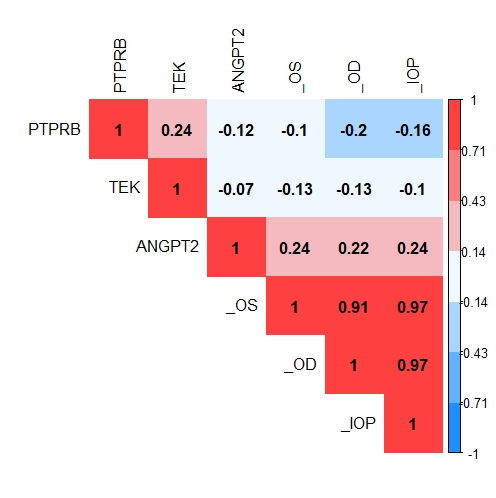 PTPRB TEK ANGPT2 _OS _OD _IOP
PTPRB 1 0.24 -0.12 -0.1 -0.2 -0.16
TEK 1 -0.07 -0.13 -0.13 -0.1
ANGPT2 1 0.24 0.22 0.24
_OS 1 0.91 0.97
_OD 1 0.97
_IOP 1
1
0.71
0.43
0.14
-0.14
-0.43
-0.71
-1